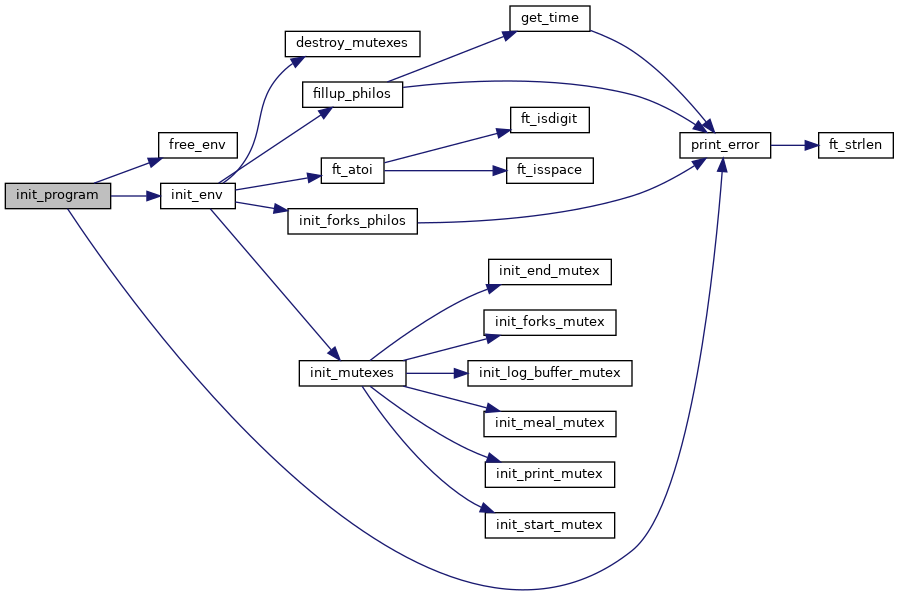 get_time
destroy_mutexes
fillup_philos
ft_isdigit
free_env
print_error
ft_strlen
ft_atoi
ft_isspace
init_program
init_env
init_forks_philos
init_end_mutex
init_forks_mutex
init_mutexes
init_log_buffer_mutex
init_meal_mutex
init_print_mutex
init_start_mutex